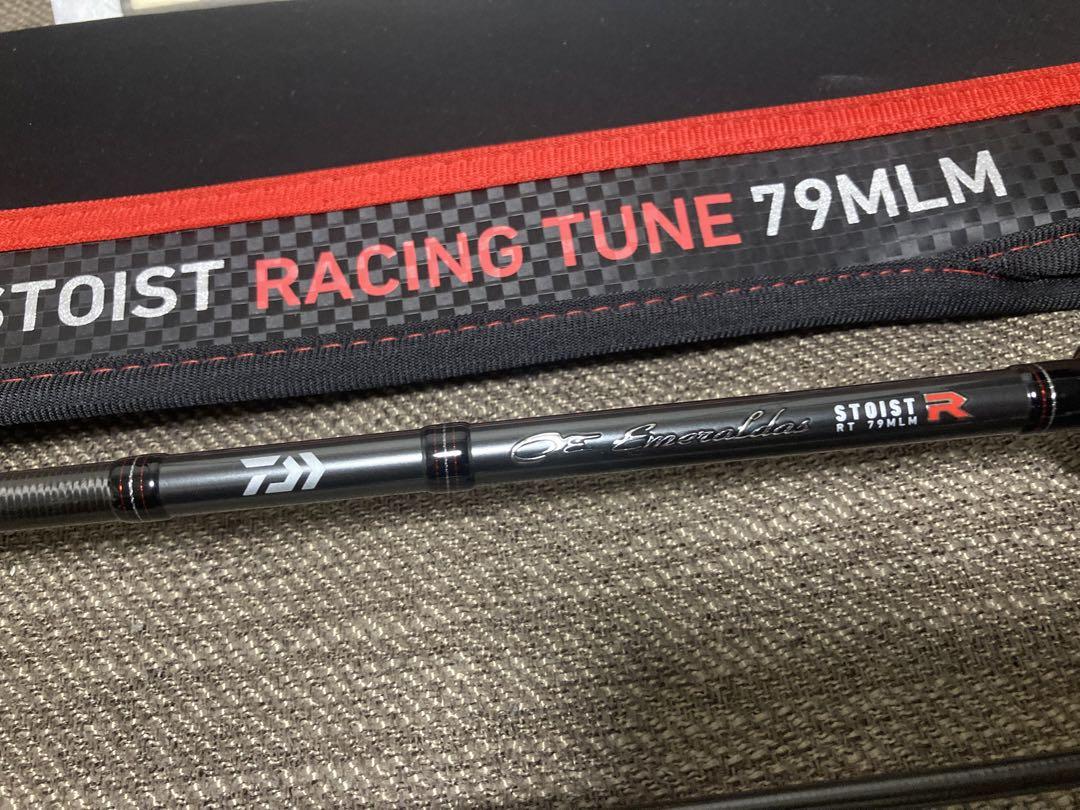 STOIST RACING TUNE 79MLM
Emeraldas
STOIST R
RT 79MLM